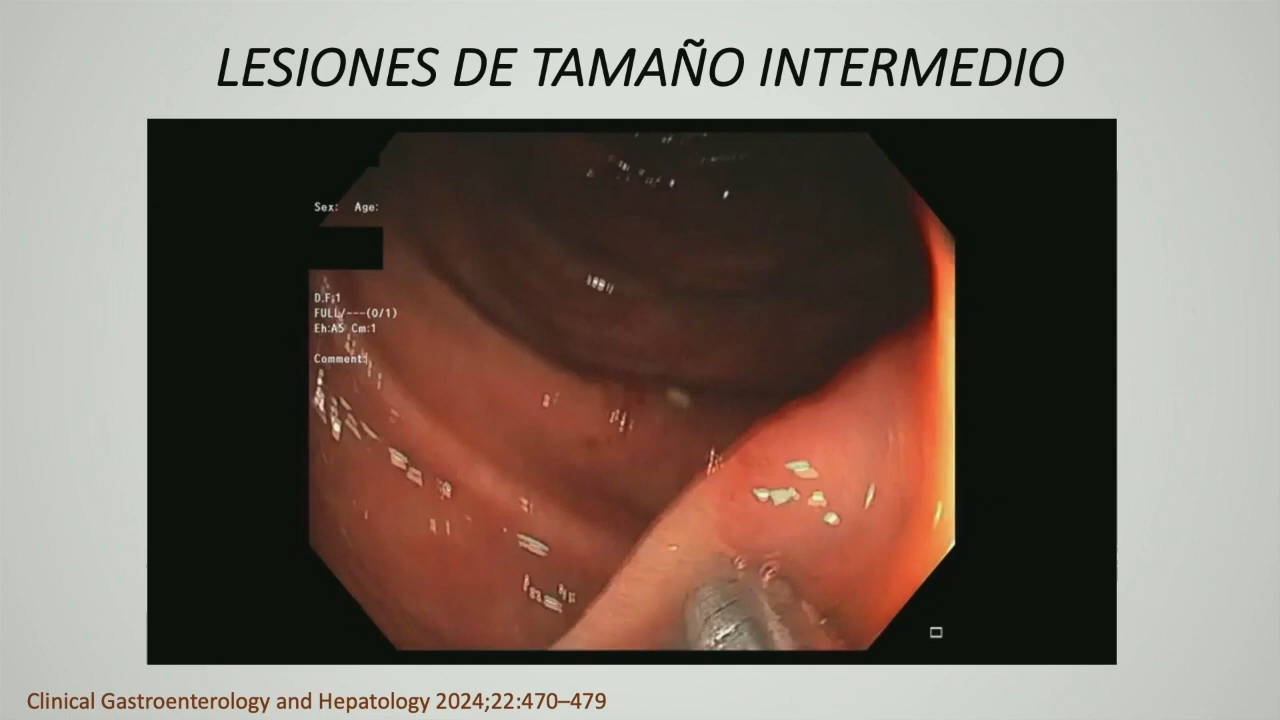 LESIONES DE TAMAÑO INTERMEDIO
Sex: Age:
D.F:1
FULL/---(0/1)
Eh:A5 Cm:1
Comment:
Clinical Gastroenterology and Hepatology 2024;22:470–479